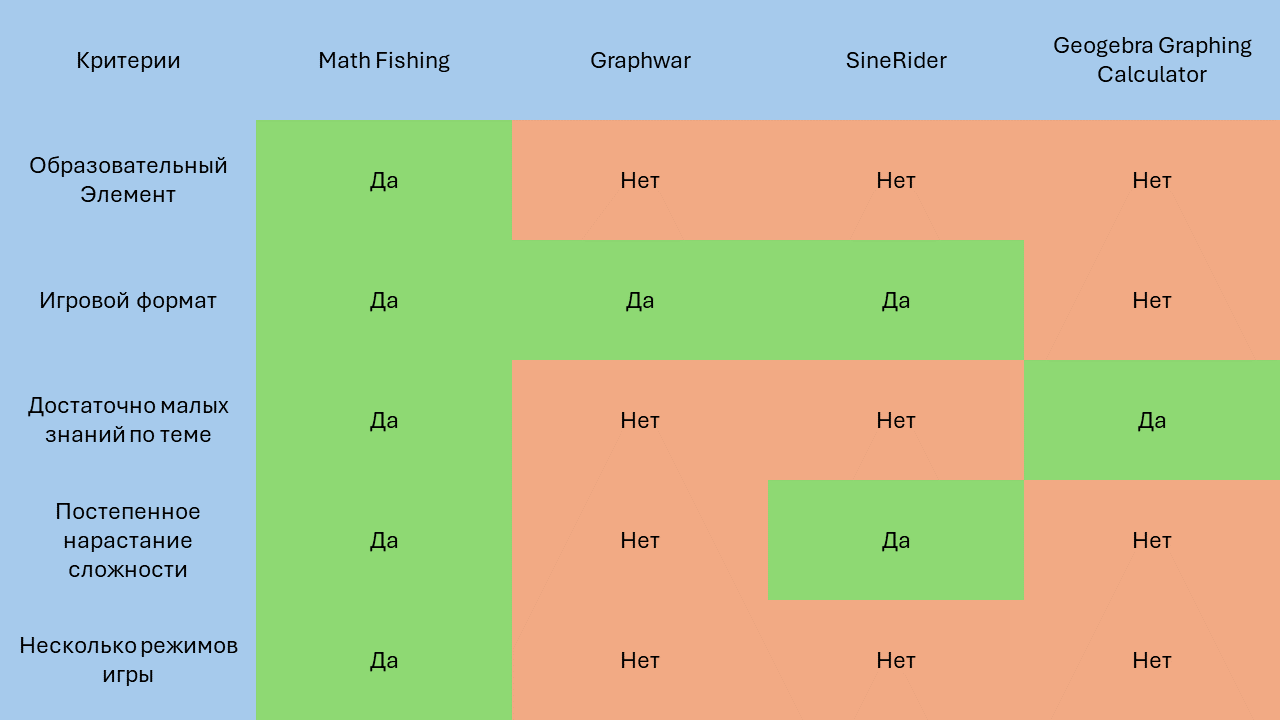 Критерии
Math Fishing
Graphwar
SineRider
Geogebra Graphing
Calculator
Образовательный
Элемент
Да
Нет
Нет
Нет
Игровой формат
Да
Да
Да
Нет
Достаточно малых
знаний по теме
Да
Нет
Нет
Да
Постепенное
нарастание
сложности
Да
Нет
Да
Нет
Несколько режимов
игры
Да
Нет
Нет
Нет